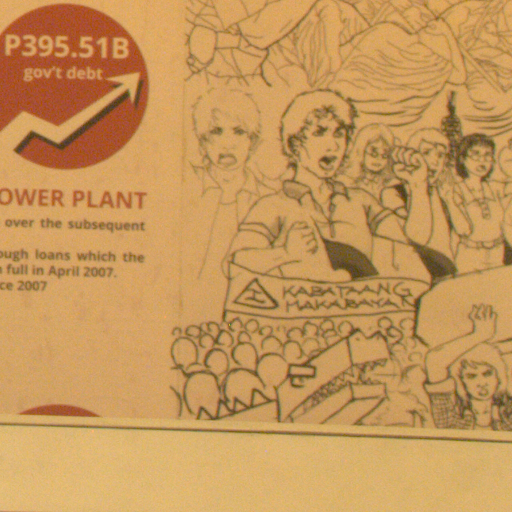 P395.51B
gov't debt
OWER PLANT
over the subsequent
ough loans which the
full in April 2007.
ce 2007
KABATAANG
MAKABAYAN